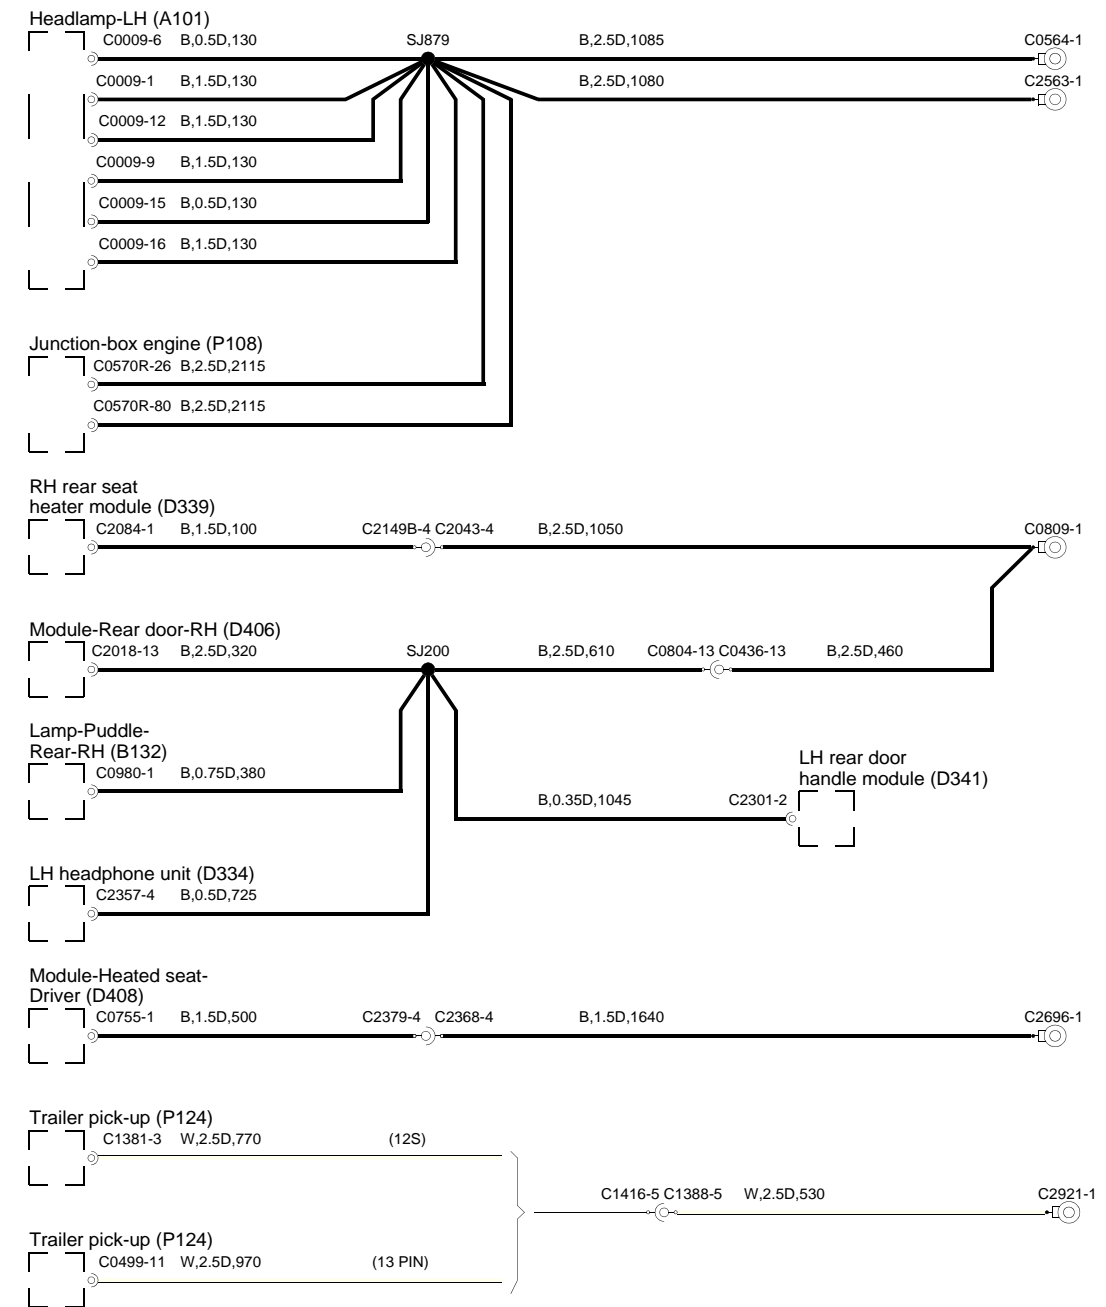 Headlamp-LH (A101)
C0009-6 B,0.5D,130 SJ879 B,2.5D,1085 C0564-1
C0009-1 B,1.5D,130 B,2.5D,1080 C2563-1
C0009-12 B,1.5D,130
C0009-9 B,1.5D,130
C0009-15 B,0.5D,130
C0009-16 B,1.5D,130
Junction-box engine (P108)
C0570R-26 B,2.5D,2115
C0570R-80 B,2.5D,2115
RH rear seat
heater module (D339)
C2084-1 B,1.5D,100 C2149B-4 C2043-4 B,2.5D,1050 C0809-1
Module-Rear door-RH (D406)
C2018-13 B,2.5D,320 SJ200 B,2.5D,610 C0804-13 C0436-13 B,2.5D,460
Lamp-Puddle-
Rear-RH (B132)
C0980-1 B,0.75D,380
LH rear door
handle module (D341)
B,0.35D,1045 C2301-2
LH headphone unit (D334)
C2357-4 B,0.5D,725
Module-Heated seat-
Driver (D408)
C0755-1 B,1.5D,500 C2379-4 C2368-4 B,1.5D,1640 C2696-1
Trailer pick-up (P124)
C1381-3 W,2.5D,770 (12S)
C1416-5 C1388-5 W,2.5D,530 C2921-1
Trailer pick-up (P124)
C0499-11 W,2.5D,970 (13 PIN)